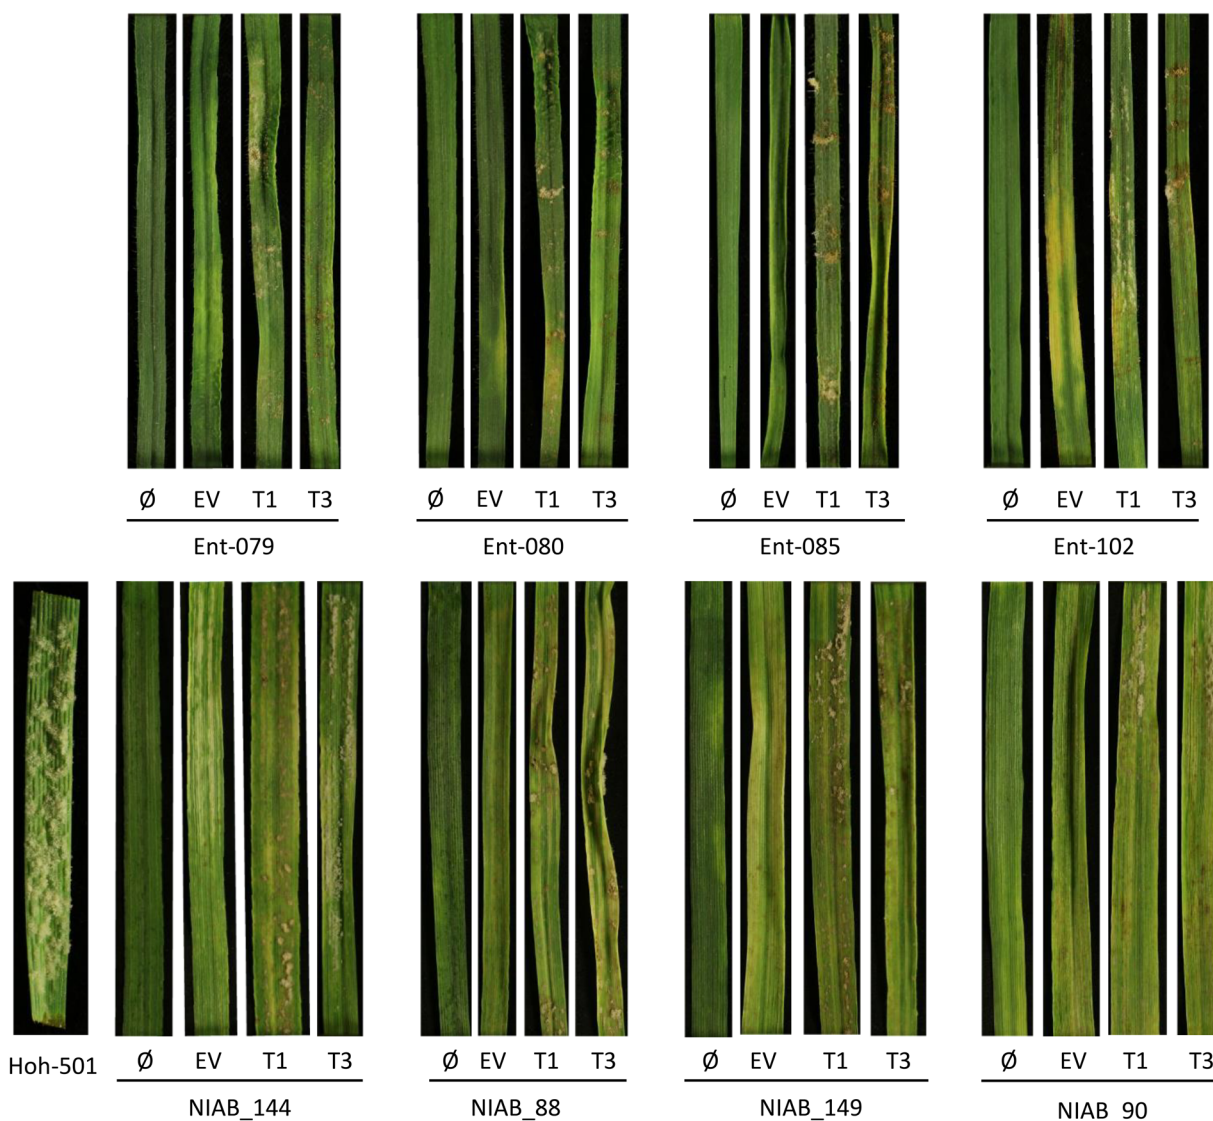 Ø EV T1 T3 Ø EV T1 T3 Ø EV T1 T3 Ø EV T1 T3
Ent-079 Ent-080 Ent-085 Ent-102
Hoh-501 Ø EV T1 T3 Ø EV T1 T3 Ø EV T1 T3 Ø EV T1 T3
NIAB_144 NIAB_88 NIAB_149 NIAB 90